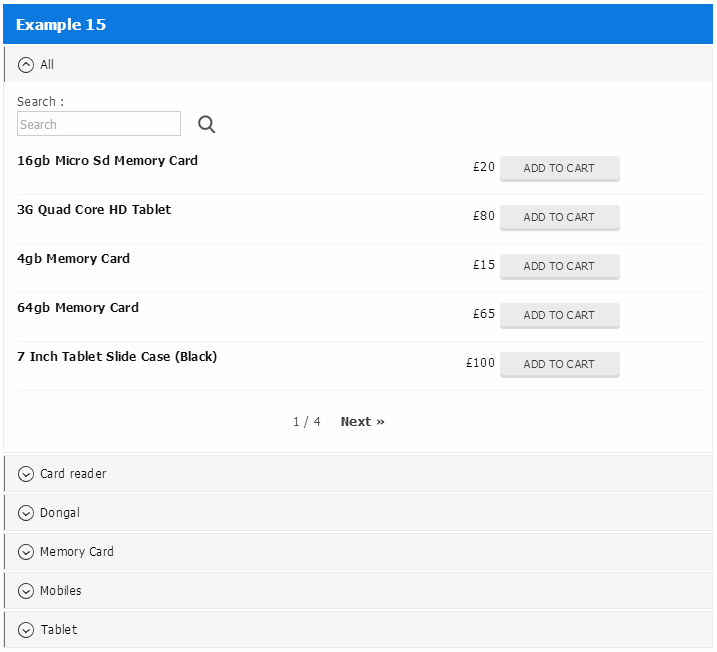 Example 15
All
Search :
Search
16gb Micro Sd Memory Card £20 ADD TO CART
3G Quad Core HD Tablet £80 ADD TO CART
4gb Memory Card £15 ADD TO CART
64gb Memory Card £65 ADD TO CART
7 Inch Tablet Slide Case (Black) £100 ADD TO CART
1 / 4 Next »
Card reader
Dongal
Memory Card
Mobiles
Tablet